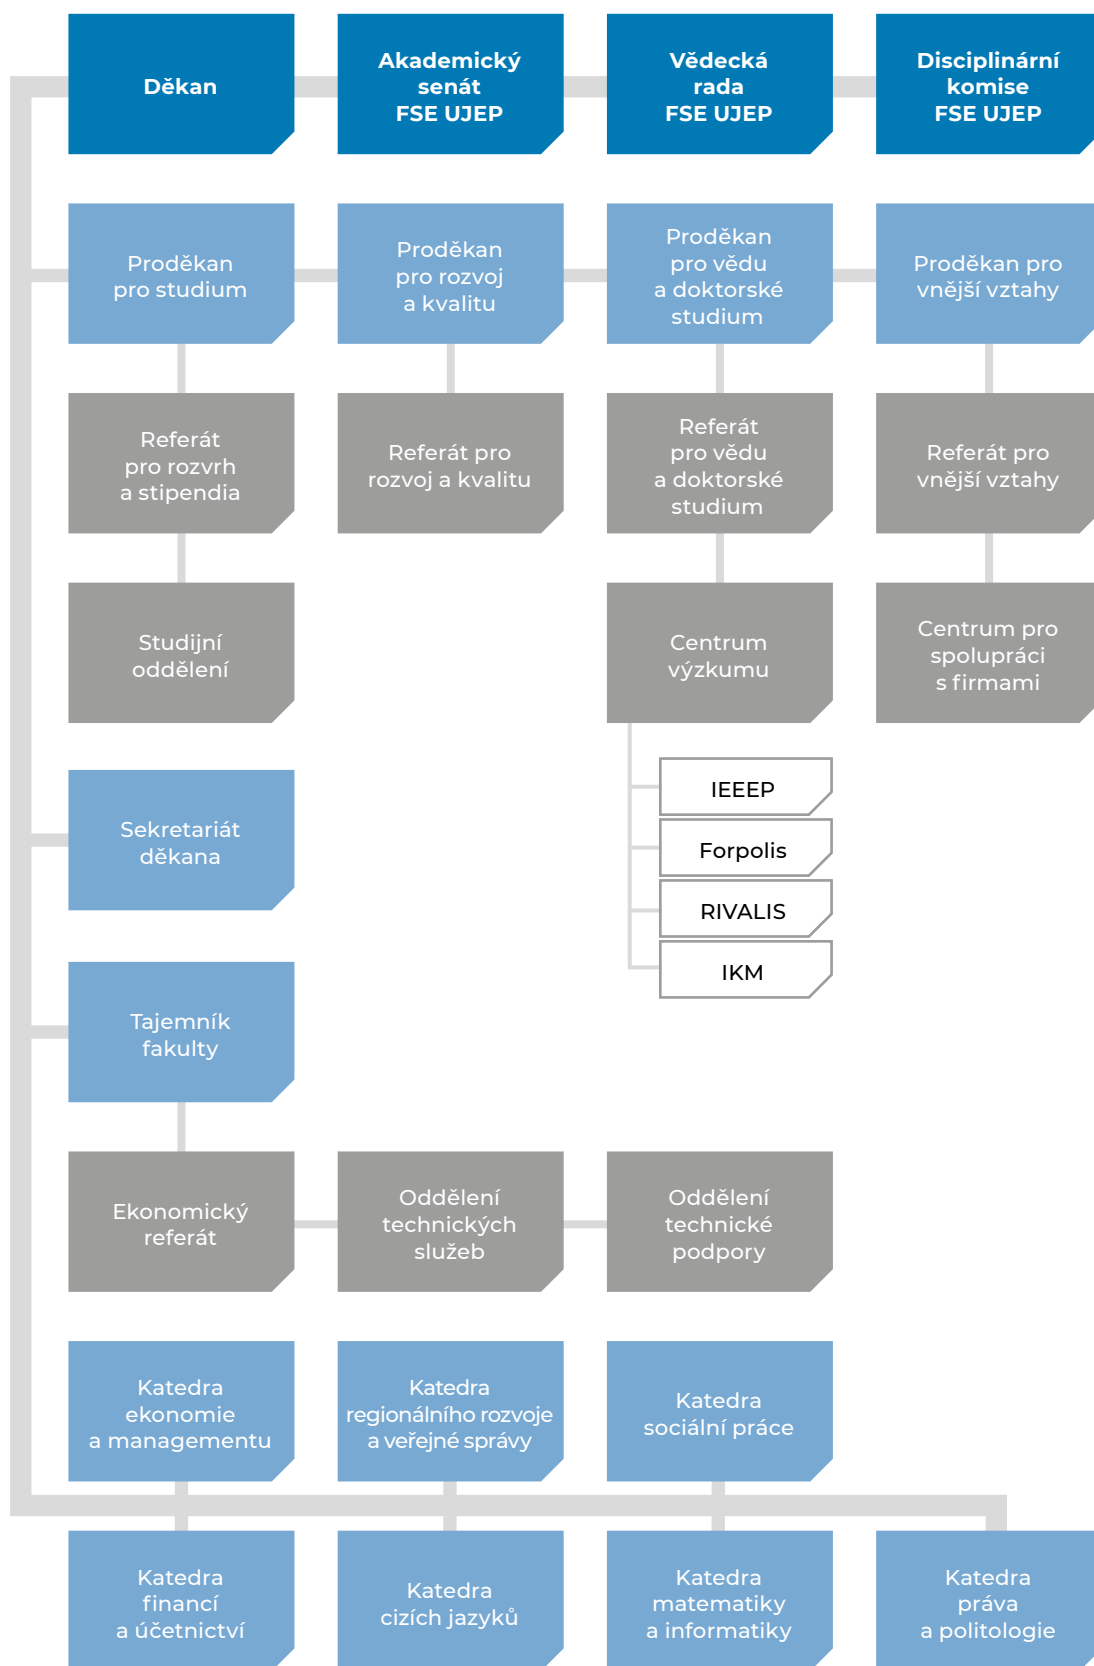 Děkan
Akademický
senát
FSE UJEP
Vědecká
rada
FSE UJEP
Disciplinární
komise
FSE UJEP
Proděkan
pro studium
Proděkan
pro rozvoj
a kvalitu
Proděkan
pro vědu
a doktorské
studium
Proděkan pro
vnější vztahy
Referát
pro rozvrh
a stipendia
Referát pro
rozvoj a kvalitu
Referát
pro vědu
a doktorské
studium
Referát pro
vnější vztahy
Studijní
oddělení
Centrum
výzkumu
Centrum pro
spolupráci
s firmami
IEEEP
Forpolis
RIVALIS
IKM
Sekretariát
děkana
Tajemník
fakulty
Ekonomický
referát
Oddělení
technických
služeb
Oddělení
technické
podpory
Katedra
ekonomie
a managementu
Katedra
regionálního rozvoje
a veřejné správy
Katedra
sociální práce
Katedra
financí
a účetnictví
Katedra
cizích jazyků
Katedra
matematiky
a informatiky
Katedra
práva
a politologie